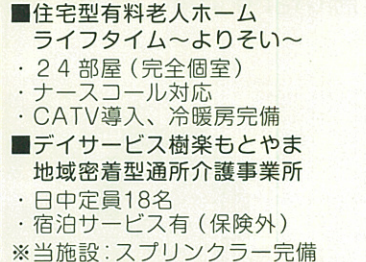 ■住宅型有料老人ホーム
ライフタイム～よりそい～
・２４部屋（完全個室）
・ナースコール対応
・CATV導入、冷暖房完備
■デイサービス樹楽もとやま
地域密着型通所介護事業所
・日中定員18名
・宿泊サービス有（保険外）
※当施設：スプリンクラー完備